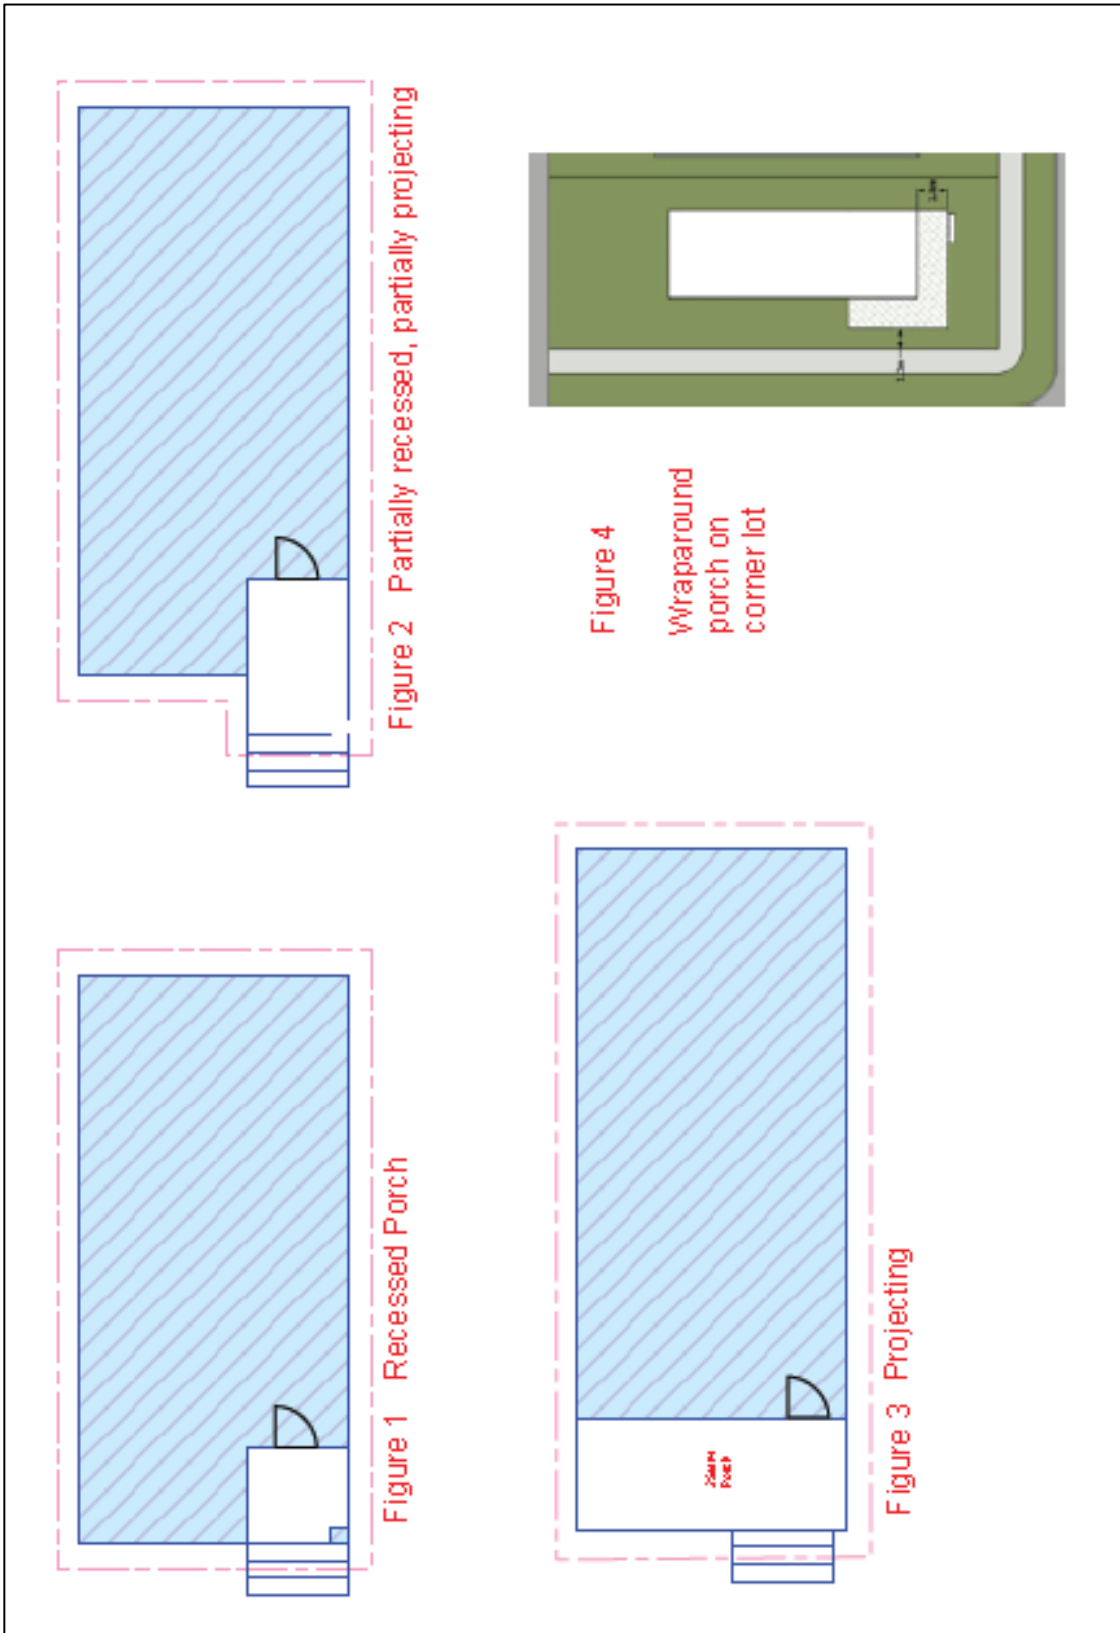 Figure 1 Recessed Porch
Figure 2 Partially recessed, partially projecting
Figure 3 Projecting
Porch
Figure 4
Wraparound
porch on
corner lot